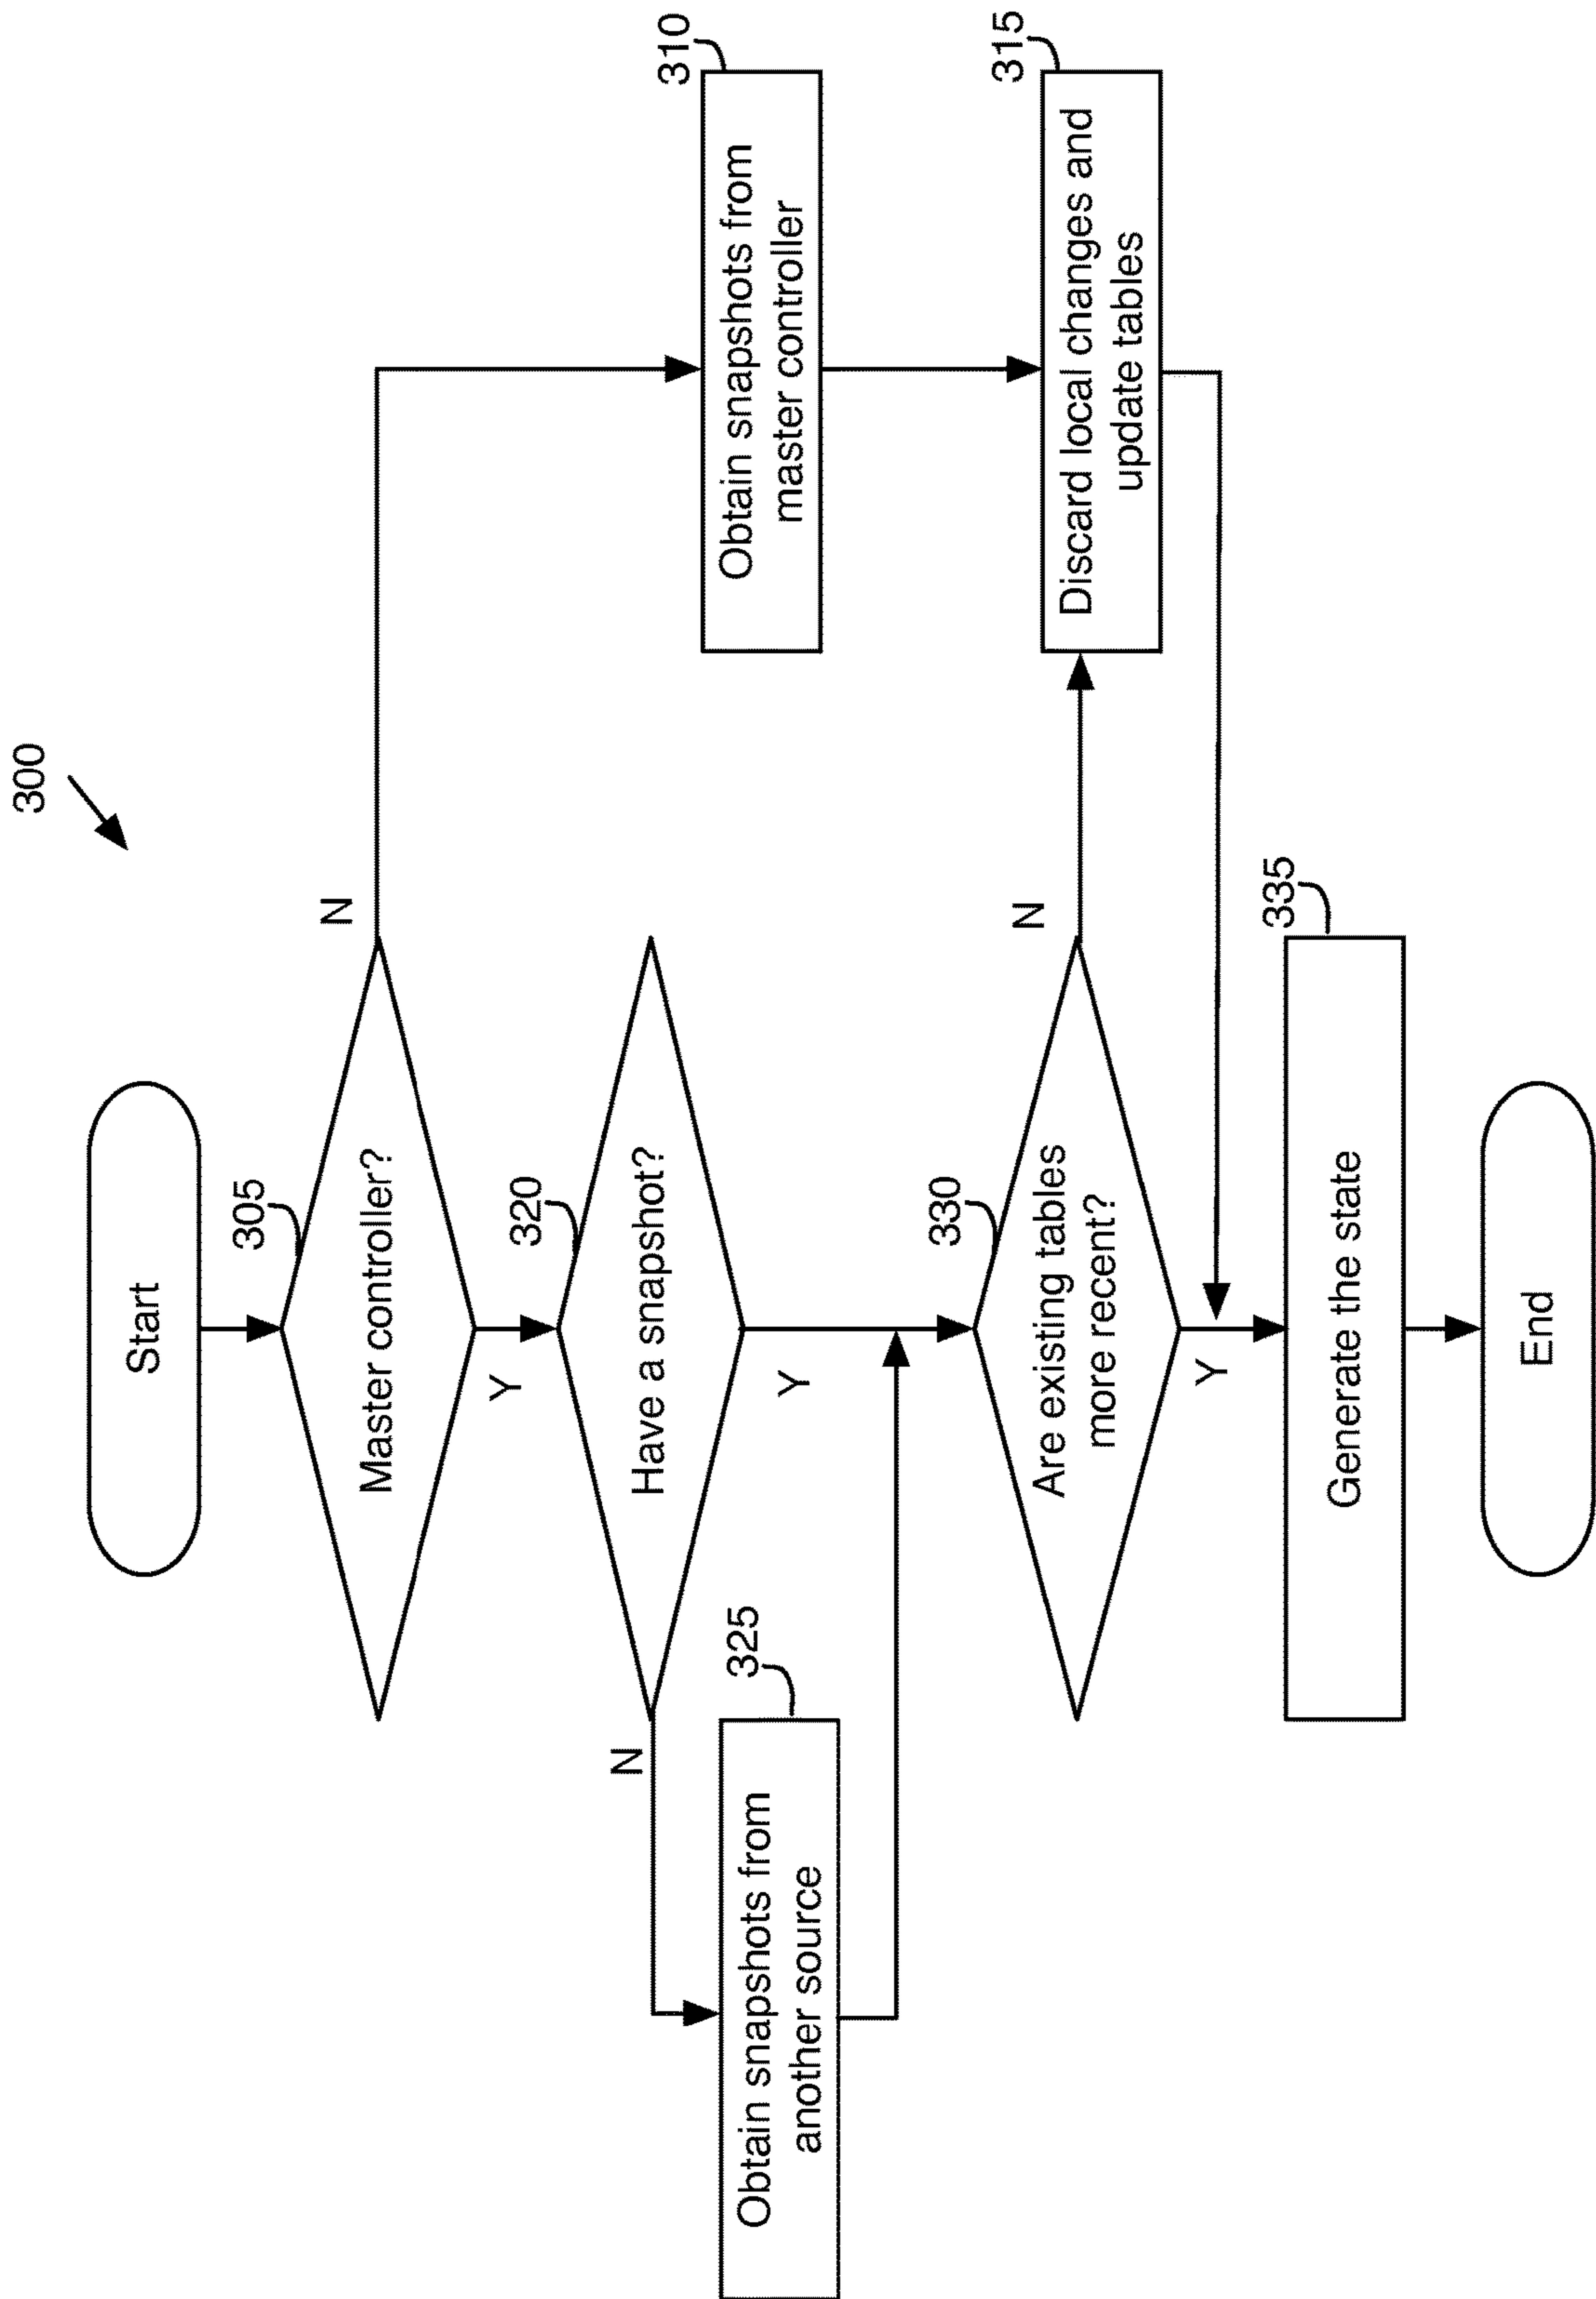 300
Start
305
Master controller?
N
Y
320
Have a snapshot?
N
Y
310
Obtain snapshots from
master controller
325
Obtain snapshots from
another source
330
Are existing tables
more recent?
N
Y
315
Discard local changes and
update tables
335
Generate the state
End